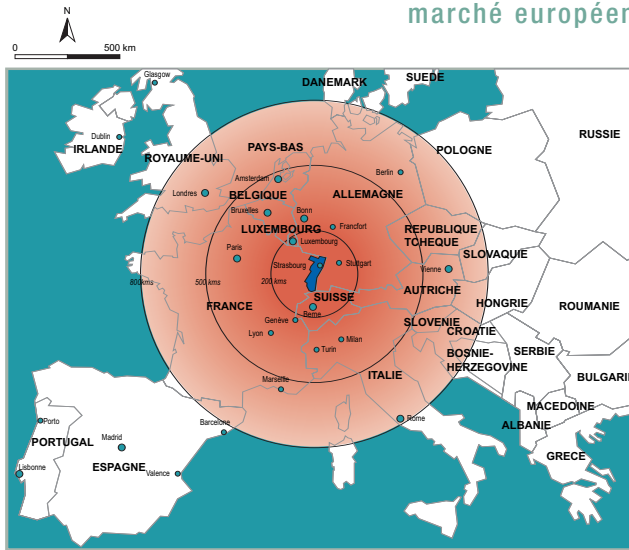 marché européen
N
0 500 km
Glasgow
DANEMARK
SUEDE
RUSSIE
Dublin
IRLANDE
ROYAUME-UNI
PAYS-BAS
POLOGNE
Amsterdam
Berlin
Londres
BELGIQUE
ALLEMAGNE
Bruxelles
Bonn
Francfort
LUXEMBOURG
REPUBLIQUE
TCHEQUE
Luxembourg
Paris
SLOVAQUIE
Strasbourg
Stuttgart
Vienne
800kms
500 kms
200 kms
AUTRICHE
SUISSE
HONGRIE
FRANCE
Berne
ROUMANIE
Genève
SLOVENIE
CROATIE
Lyon
Milan
Turin
BOSNIE-
HERZEGOVINE
SERBIE
ITALIE
BULGARIE
Marseille
MACEDOINE
Porto
Barcelone
Rome
ALBANIE
PORTUGAL
Madrid
GRECE
Lisbonne
ESPAGNE
Valence